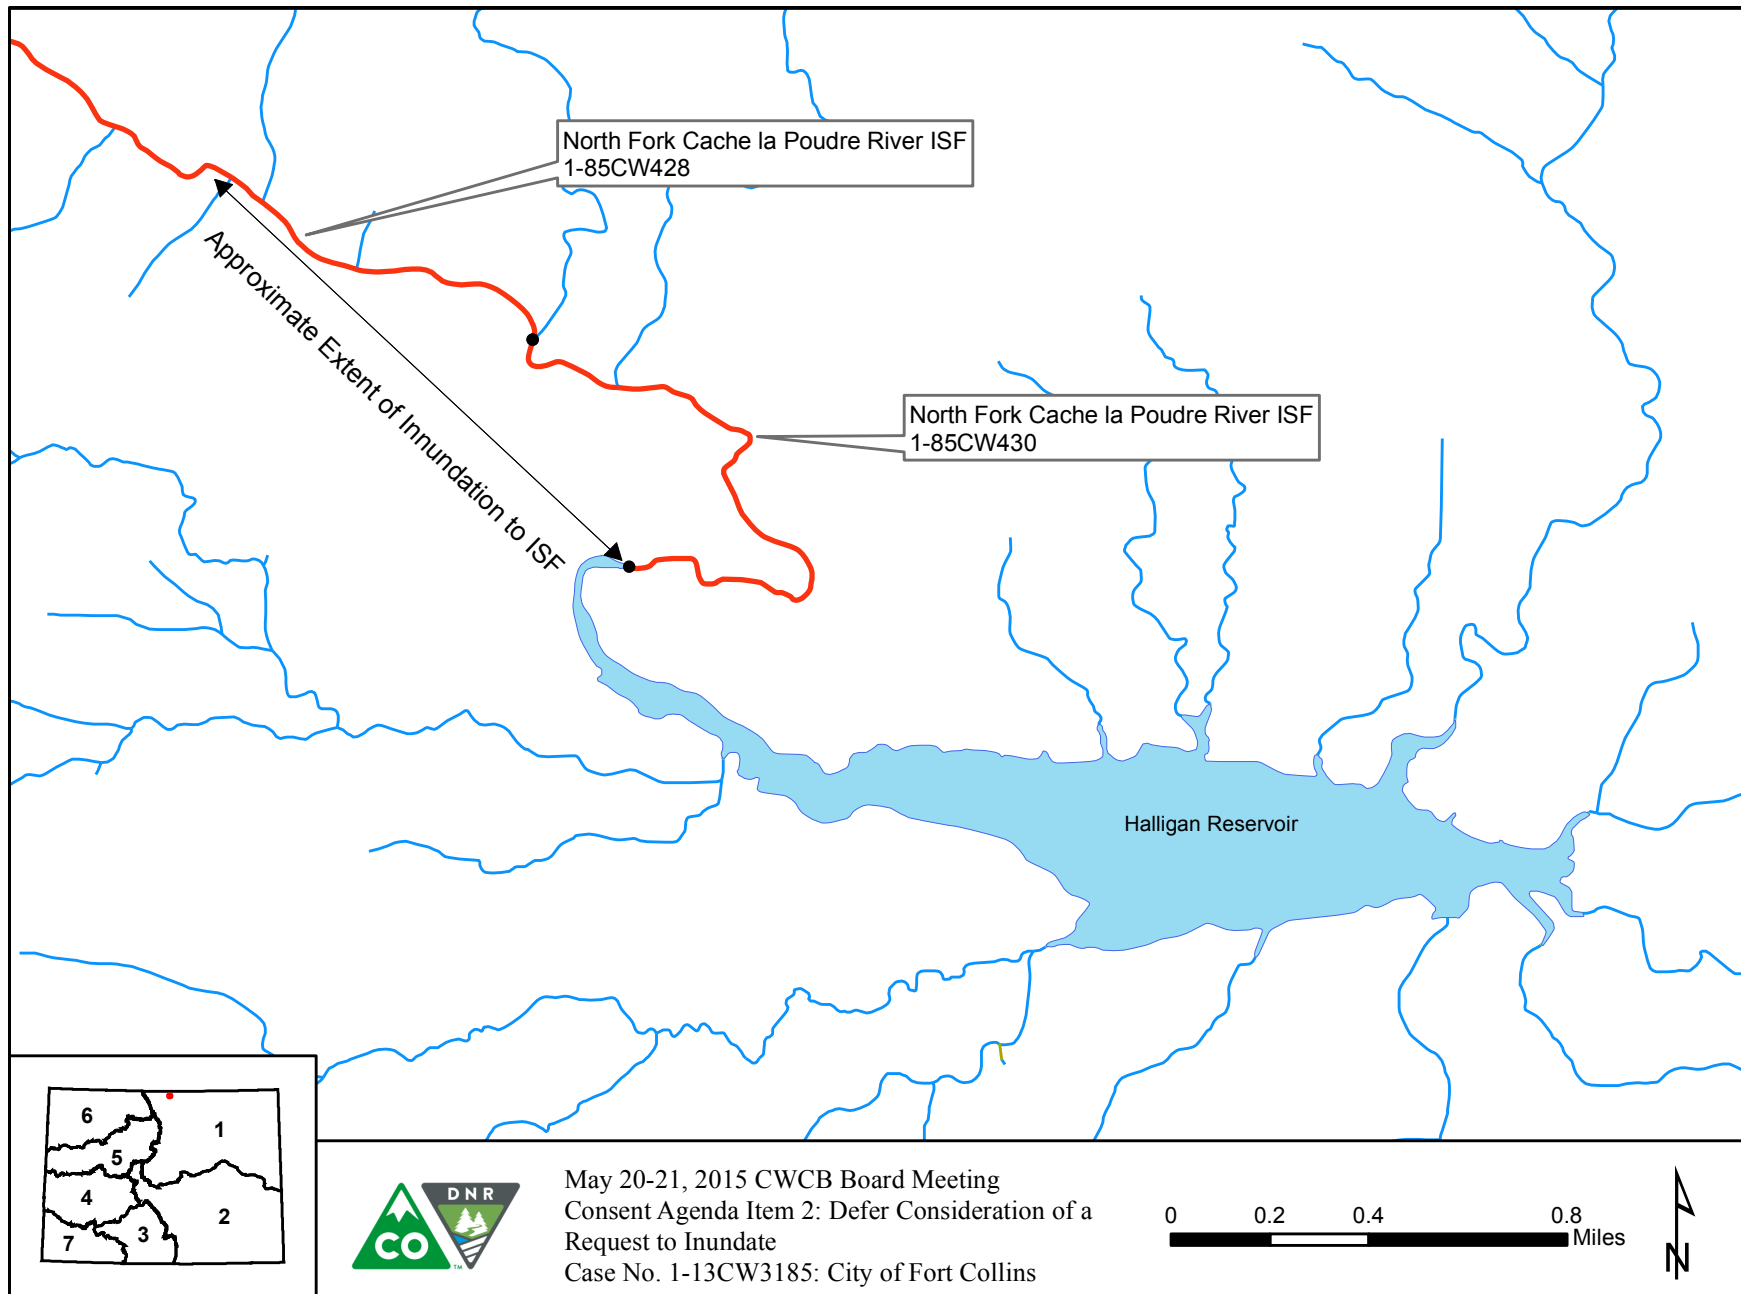 North Fork Cache la Poudre River ISF
1-85CW428
Approximate Extent of Innundation to ISF
North Fork Cache la Poudre River ISF
1-85CW430
Halligan Reservoir
6
1
5
4
2
3
7
CO
TM
DNR
May 20-21, 2015 CWCB Board Meeting
Consent Agenda Item 2: Defer Consideration of a
Request to Inundate
Case No. 1-13CW3185: City of Fort Collins
0 0.2 0.4 0.8
Miles
N